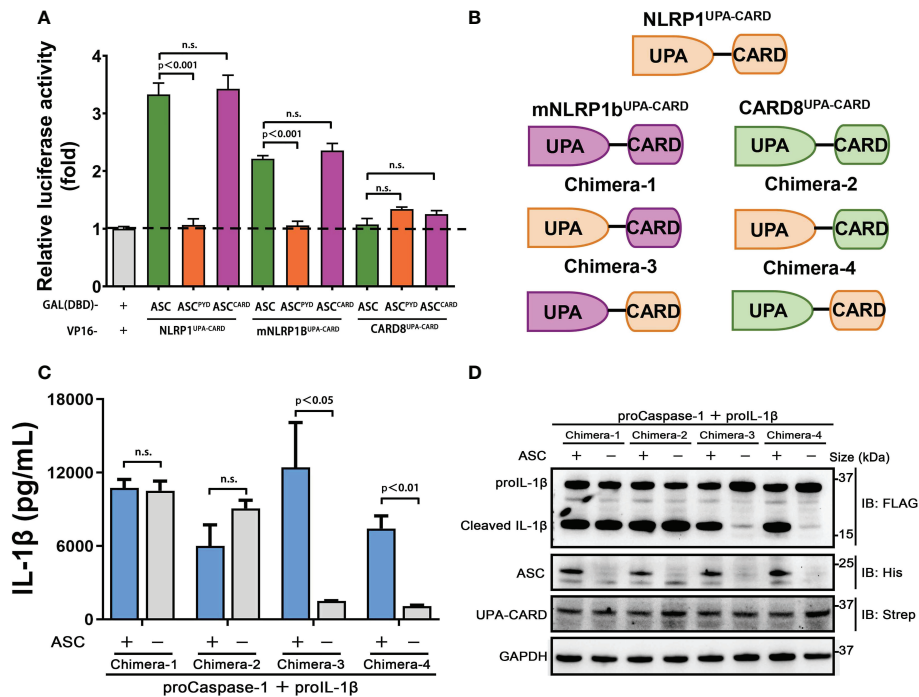 A
Relative luciferase activity
(fold)
4
3
2
1
0
n.s.
p<0.001
n.s.
p<0.001
n.s.
n.s.
GAL(DBD)- + ASC ASCPYD ASCCARD ASC ASCPYD ASCCARD ASC ASCPYD ASCCARD
VP16- + NLRP1UPA-CARD mNLRP1BUPA-CARD CARD8UPA-CARD
B
NLRP1UPA-CARD
UPA CARD
mNLRP1bUPA-CARD CARD8UPA-CARD
UPA CARD UPA CARD
Chimera-1 Chimera-2
UPA CARD UPA CARD
Chimera-3 Chimera-4
UPA CARD UPA CARD
C
IL-1β (pg/mL)
18000
12000
6000
0
n.s.
n.s.
p<0.05
p<0.01
ASC + − + − + − + −
Chimera-1 Chimera-2 Chimera-3 Chimera-4
proCaspase-1 + proIL-1β
D
proCaspase-1 + proIL-1β
Chimera-1 Chimera-2 Chimera-3 Chimera-4
ASC + − + − + − + − Size (kDa)
proIL-1β -37
IB: FLAG
Cleaved IL-1β -15
-25
ASC IB: His
UPA-CARD -37 IB: Strep
GAPDH -37